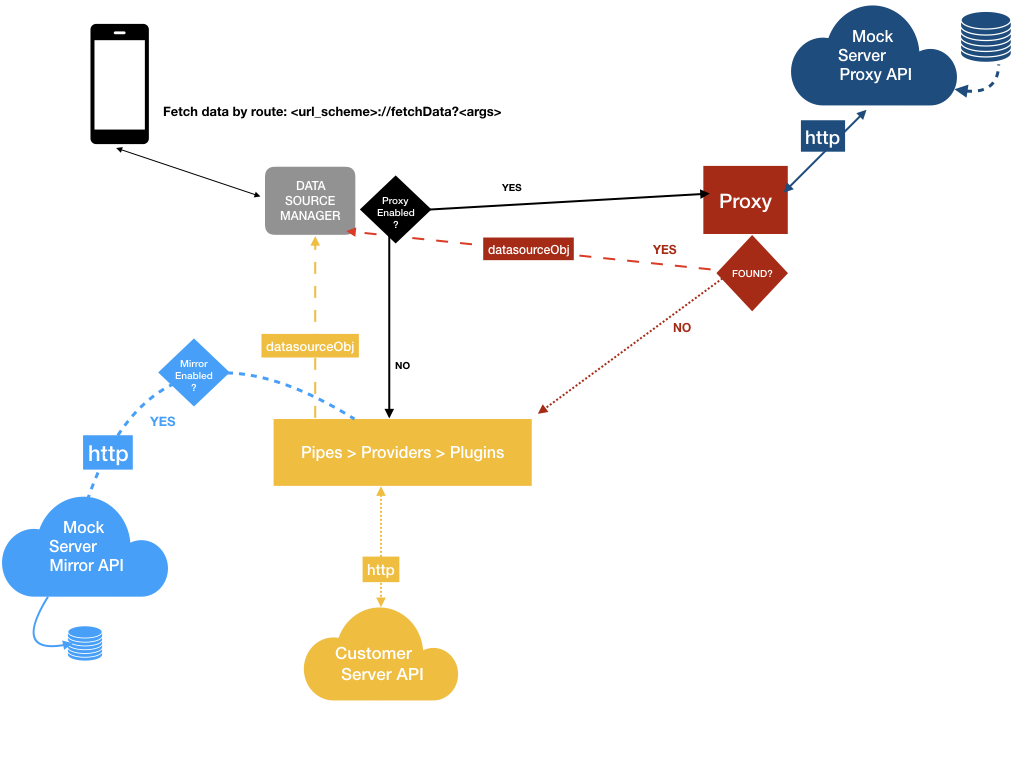 Mock
Server
Proxy API
Fetch data by route: <url_scheme>://fetchData?<args>
http
DATA
SOURCE
MANAGER
Proxy
Enabled
?
YES
Proxy
datasourceObj
YES
FOUND?
NO
datasourceObj
NO
Mirror
Enabled
?
YES
http
Pipes > Providers > Plugins
Mock
Server
Mirror API
http
Customer
Server API